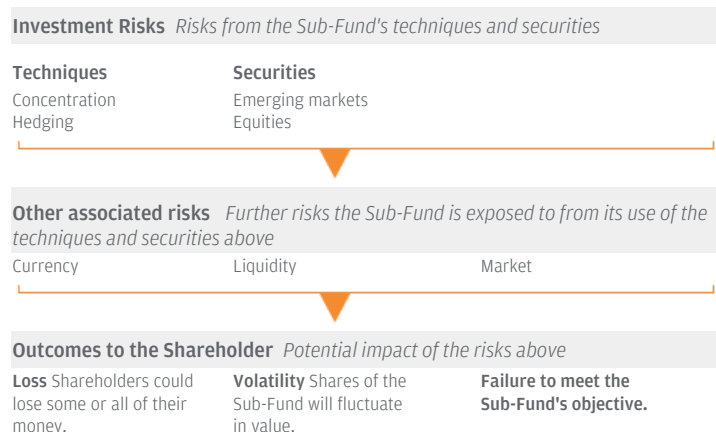 Investment Risks Risks from the Sub-Fund's techniques and securities
Techniques
Concentration
Hedging
Securities
Emerging markets
Equities
Other associated risks Further risks the Sub-Fund is exposed to from its use of the
techniques and securities above
Currency
Liquidity
Market
Outcomes to the Shareholder Potential impact of the risks above
Loss Shareholders could
lose some or all of their
money.
Volatility Shares of the
Sub-Fund will fluctuate
in value.
Failure to meet the
Sub-Fund's objective.